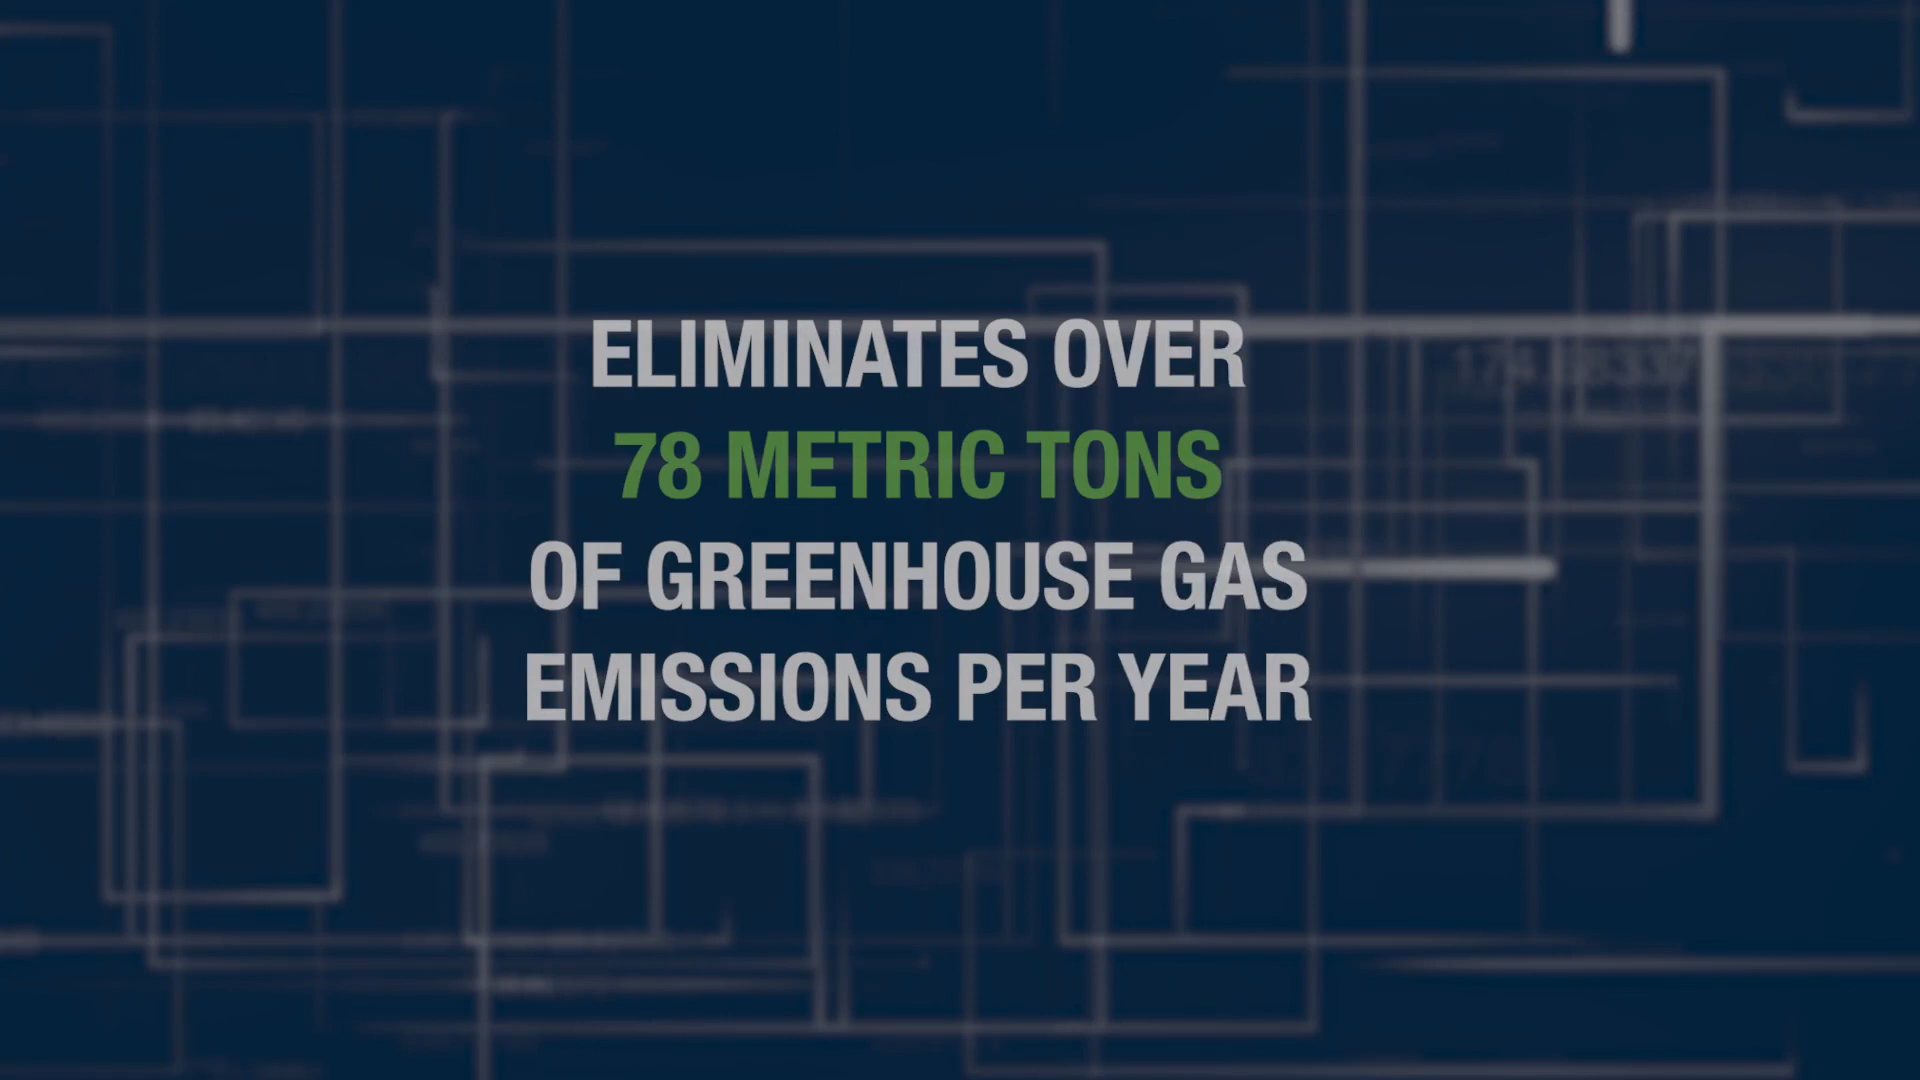 ELIMINATES OVER
78 METRIC TONS
OF GREENHOUSE GAS
EMISSIONS PER YEAR